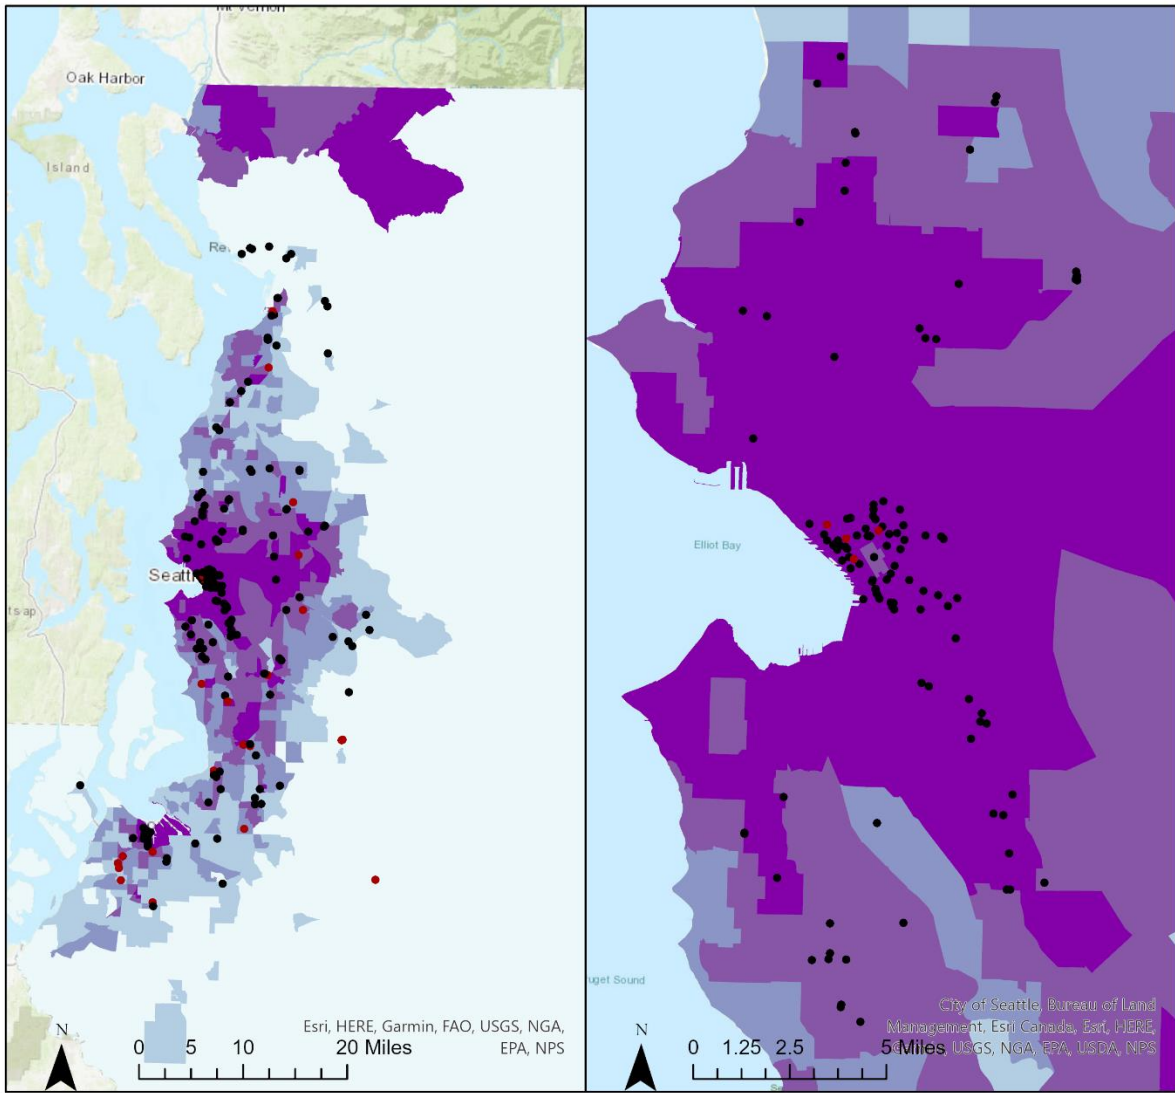 Oak Harbor
Island
Seatt
N
0 5 10 20 Miles
Esri, HERE, Garmin, FAO, USGS, NGA,
EPA, NPS
Elliot Bay
uget Sound
N
0 1.25 2.5 5 Miles
City of Seattle, Bureau of Land
Management, Esri Canada, Esri, HERE,
USGS, NGA, EPA, USDA, NPS